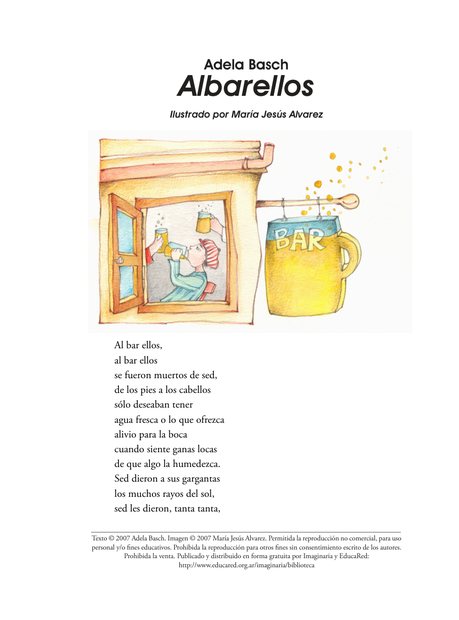 Adela Basch
Albarellos
Ilustrado por María Jesús Alvarez
BAR
Al bar ellos,
al bar ellos
se fueron muertos de sed,
de los pies a los cabellos
sólo deseaban tener
agua fresca o lo que ofrezca
alivio para la boca
cuando siente ganas locas
de que algo la humedezca.
Sed dieron a sus gargantas
los muchos rayos del sol,
sed les dieron, tanta tanta,
Texto © 2007 Adela Basch. Imagen © 2007 María Jesús Alvarez. Permitida la reproducción no comercial, para uso
personal y/o fines educativos. Prohibida la reproducción para otros fines sin consentimiento escrito de los autores.
Prohibida la venta. Publicado y distribuido en forma gratuita por Imaginaria y EducaRed:
http://www.educared.org.ar/imaginaria/biblioteca